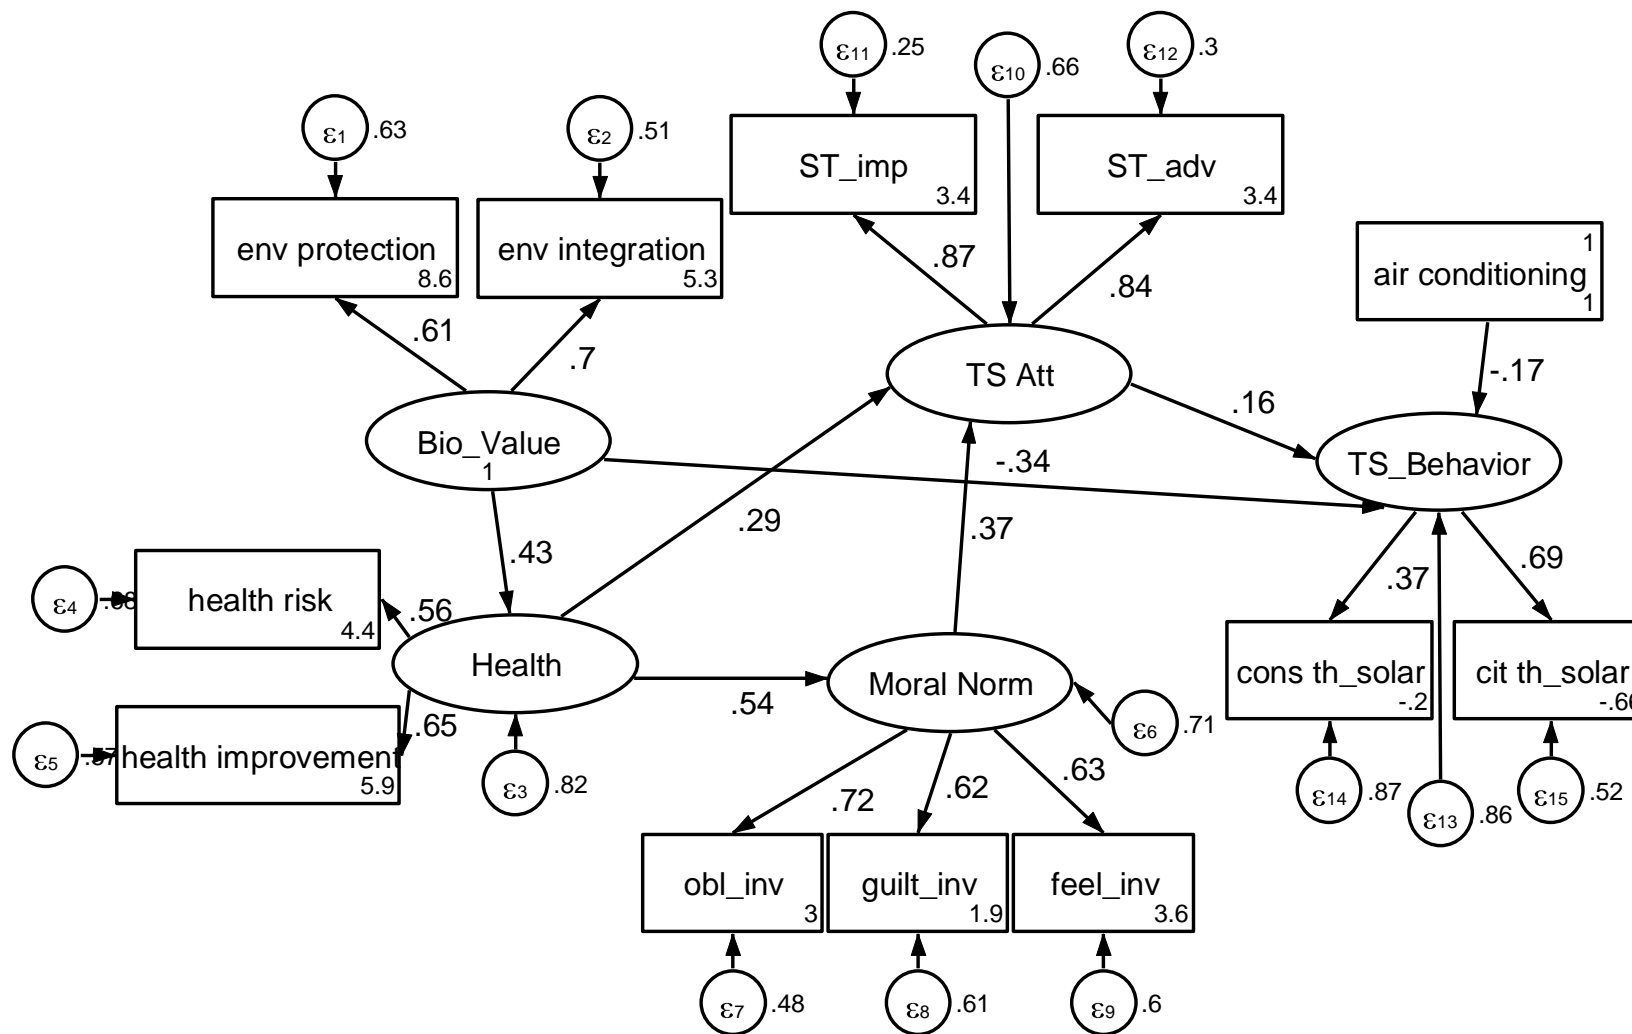 ε11 .25
ε10 .66
ε12 .3
ε1 .63
ε2 .51
ST_imp
3.4
ST_adv
3.4
env protection
8.6
env integration
5.3
1
air conditioning
1
.87
.84
.61
.7
TS Att
-.17
.16
Bio_Value
1
-.34
TS_Behavior
.29
.37
.43
.37
.69
ε4
health risk
4.4
.56
Health
Moral Norm
cons th_solar
-.2
cit th_solar
-.66
.54
ε6 .71
ε5
health improvement
5.9
.65
ε3 .82
.72
.62
.63
ε14 .87
ε13 .86
ε15 .52
obl_inv
3
guilt_inv
1.9
feel_inv
3.6
ε7 .48
ε8 .61
ε9 .6